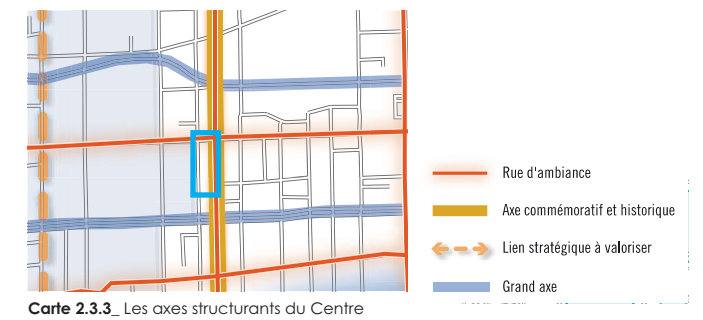 Rue d'ambiance
Axe commémoratif et historique
Lien stratégique à valoriser
Grand axe
Carte 2.3.3_ Les axes structurants du Centre